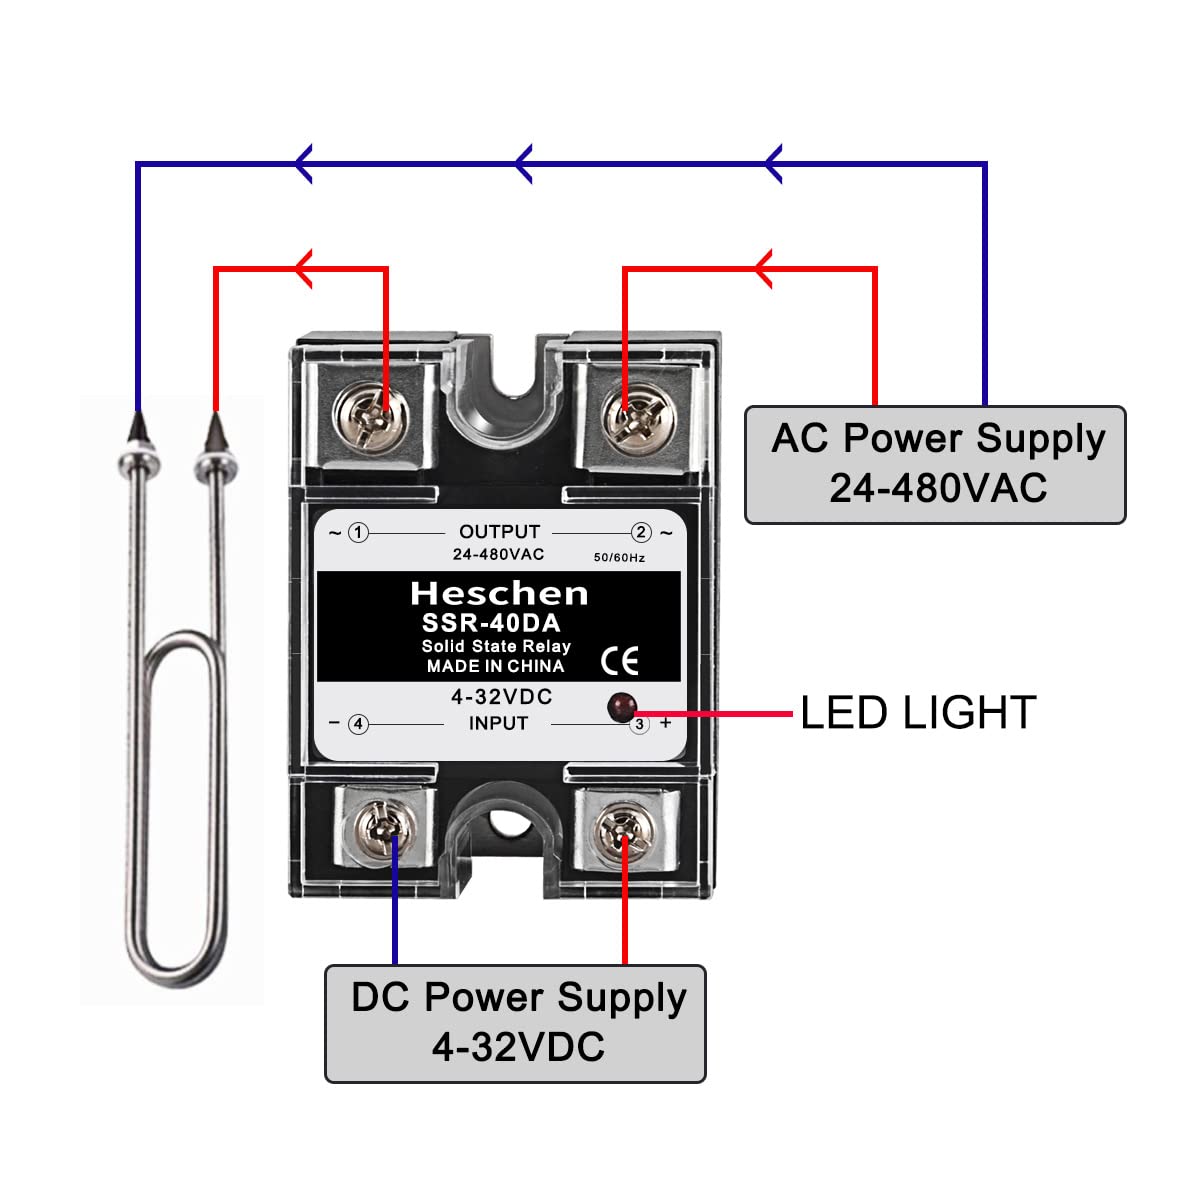 AC Power Supply
24-480VAC
~ 1 OUTPUT 2 ~
24-480VAC 50/60Hz
Heschen
SSR-40DA
Solid State Relay
MADE IN CHINA CE
4-32VDC
- 4 INPUT 3 +
LED LIGHT
DC Power Supply
4-32VDC